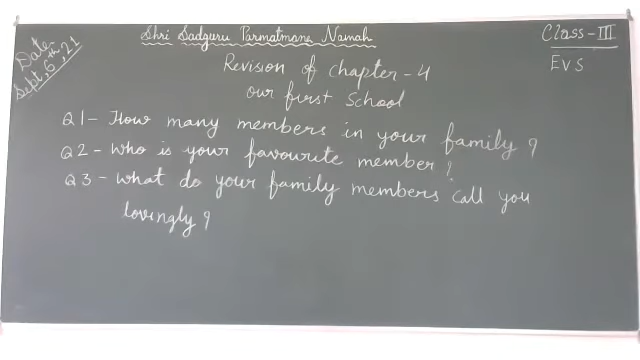 Shri Sadguru Parmatmane Namah
Class-III
Date
Sept, 6th, 21
EVS
Revision of Chapter-4
our first School
Q1- How many members in your family ?
Q2- Who is your favourite member?
Q3- What do your family members call you
lovingly ?